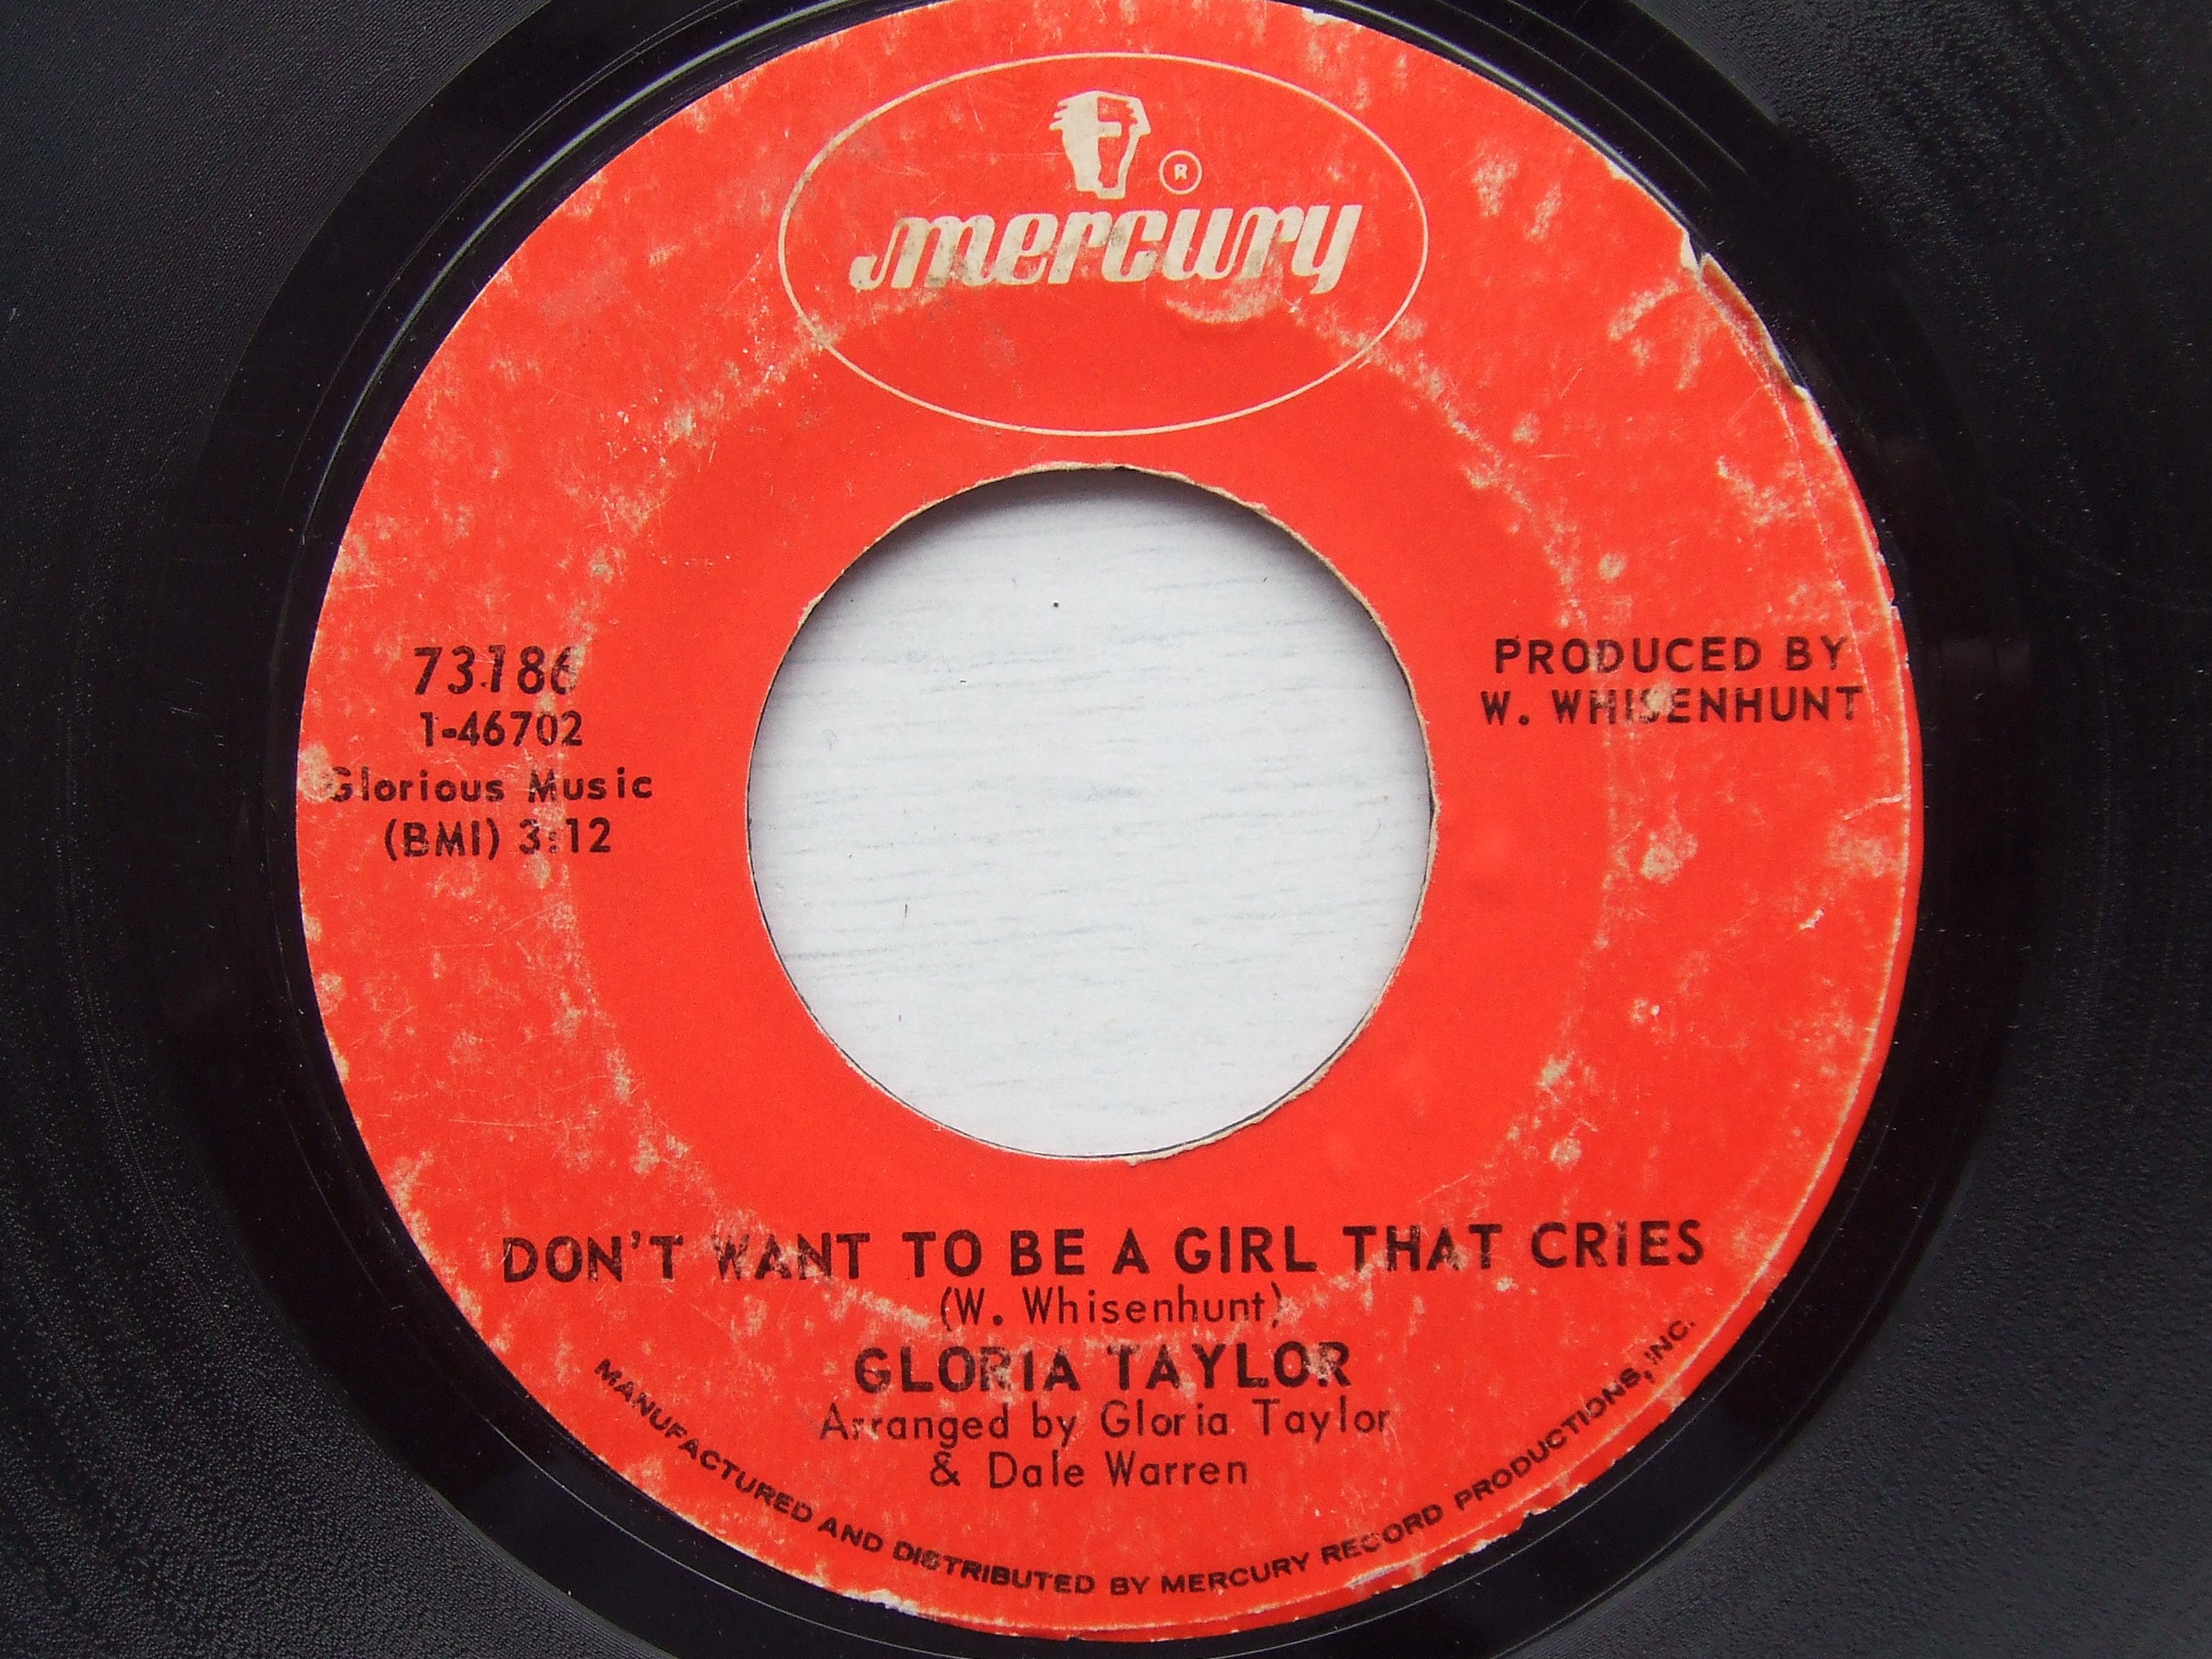 ®
mercury
73186
1-46702
Glorious Music
(BMI) 3:12
PRODUCED BY
W. WHISENHUNT
DON'T WANT TO BE A GIRL THAT CRIES
(W. Whisenhunt)
GLORIA TAYLOR
Arranged by Gloria Taylor
& Dale Warren
MANUFACTURED AND DISTRIBUTED BY MERCURY RECORD PRODUCTIONS, INC.